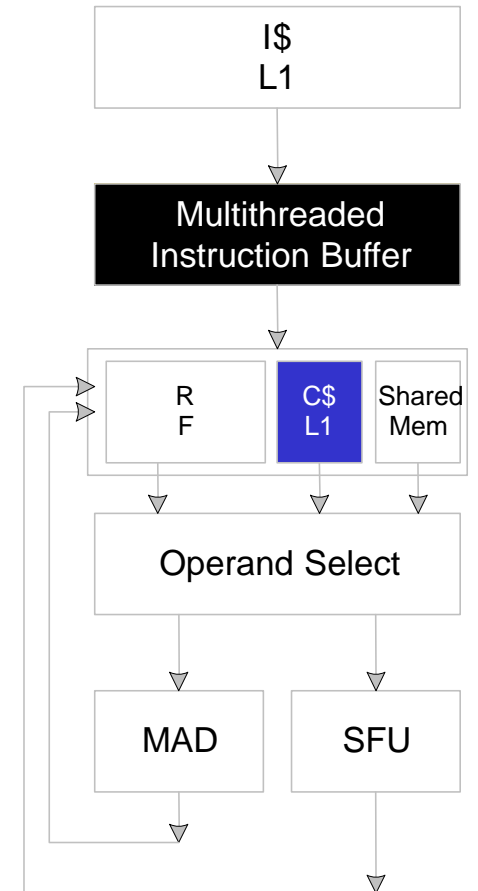 I$
L1
Multithreaded
Instruction Buffer
R
F
C$
L1
Shared
Mem
Operand Select
MAD
SFU